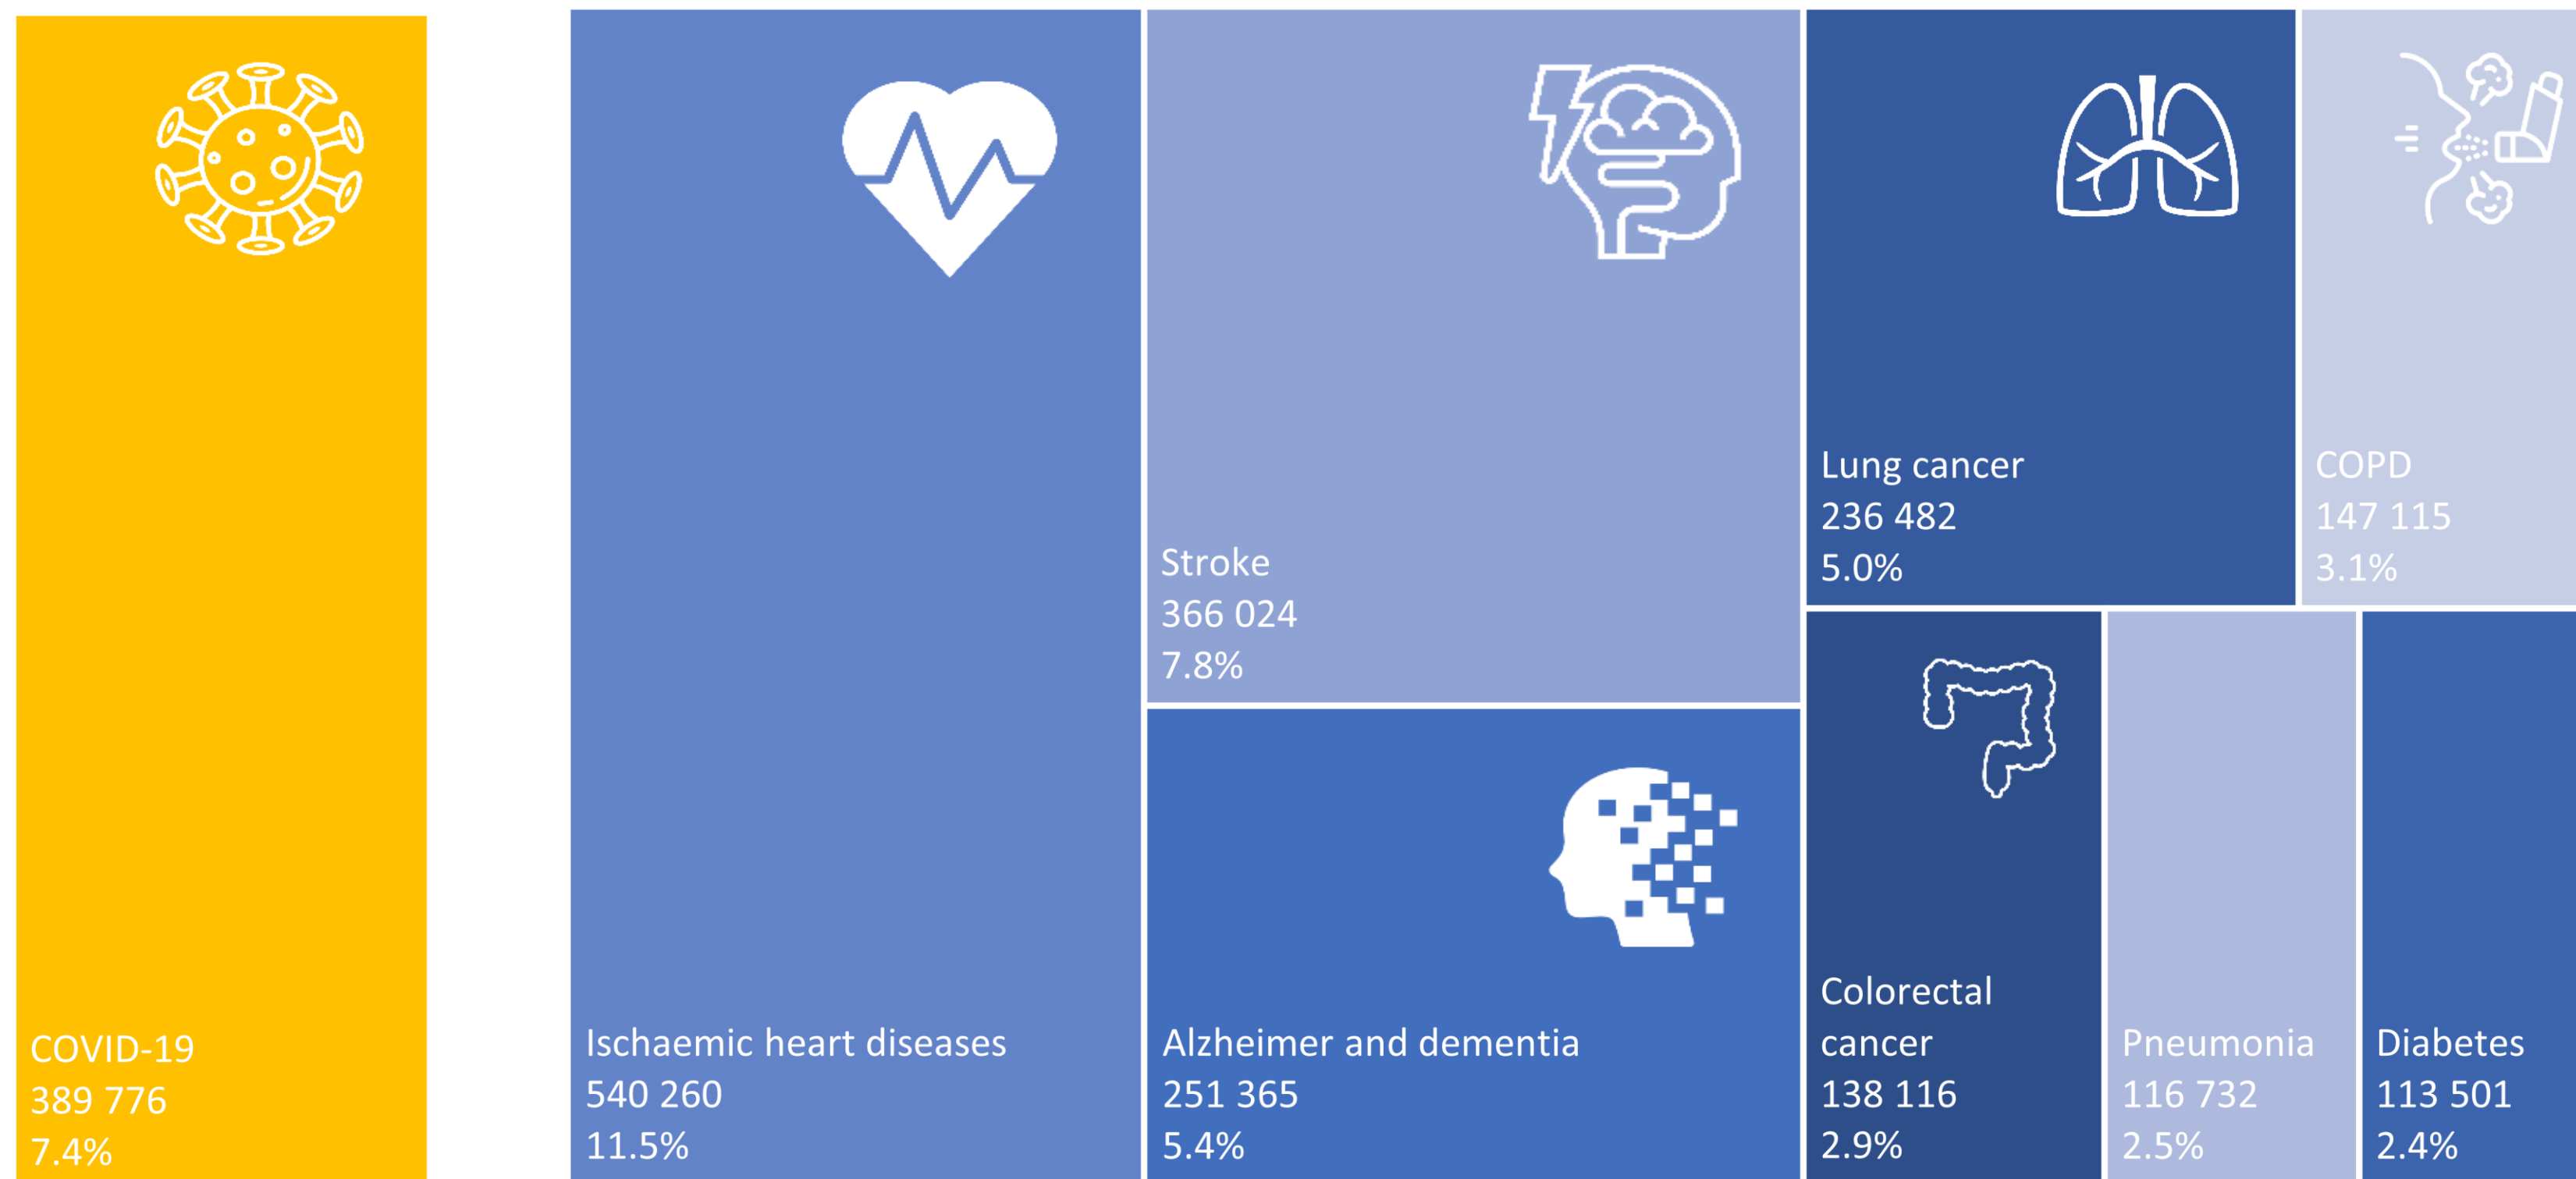 COVID-19
389 776
7.4%
Ischaemic heart diseases
540 260
11.5%
Stroke
366 024
7.8%
Alzheimer and dementia
251 365
5.4%
Lung cancer
236 482
5.0%
COPD
147 115
3.1%
Colorectal
cancer
138 116
2.9%
Pneumonia
116 732
2.5%
Diabetes
113 501
2.4%